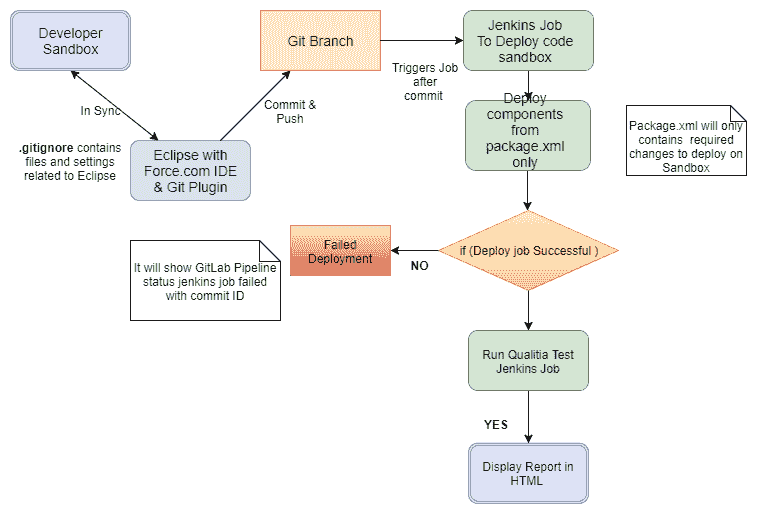 Developer
Sandbox
Git Branch
Jenkins Job
To Deploy code
sandbox
Triggers Job
after
commit
In Sync
Commit &
Push
Deploy
components
from
package.xml
only
Package.xml will only
contains required
changes to deploy on
Sandbox
.gitignore contains
files and settings
related to Eclipse
Eclipse with
Force.com IDE
& Git Plugin
Failed
Deployment
if (Deploy job Successful )
NO
It will show GitLab Pipeline
status jenkins job failed
with commit ID
Run Qualitia Test
Jenkins Job
YES
Display Report in
HTML